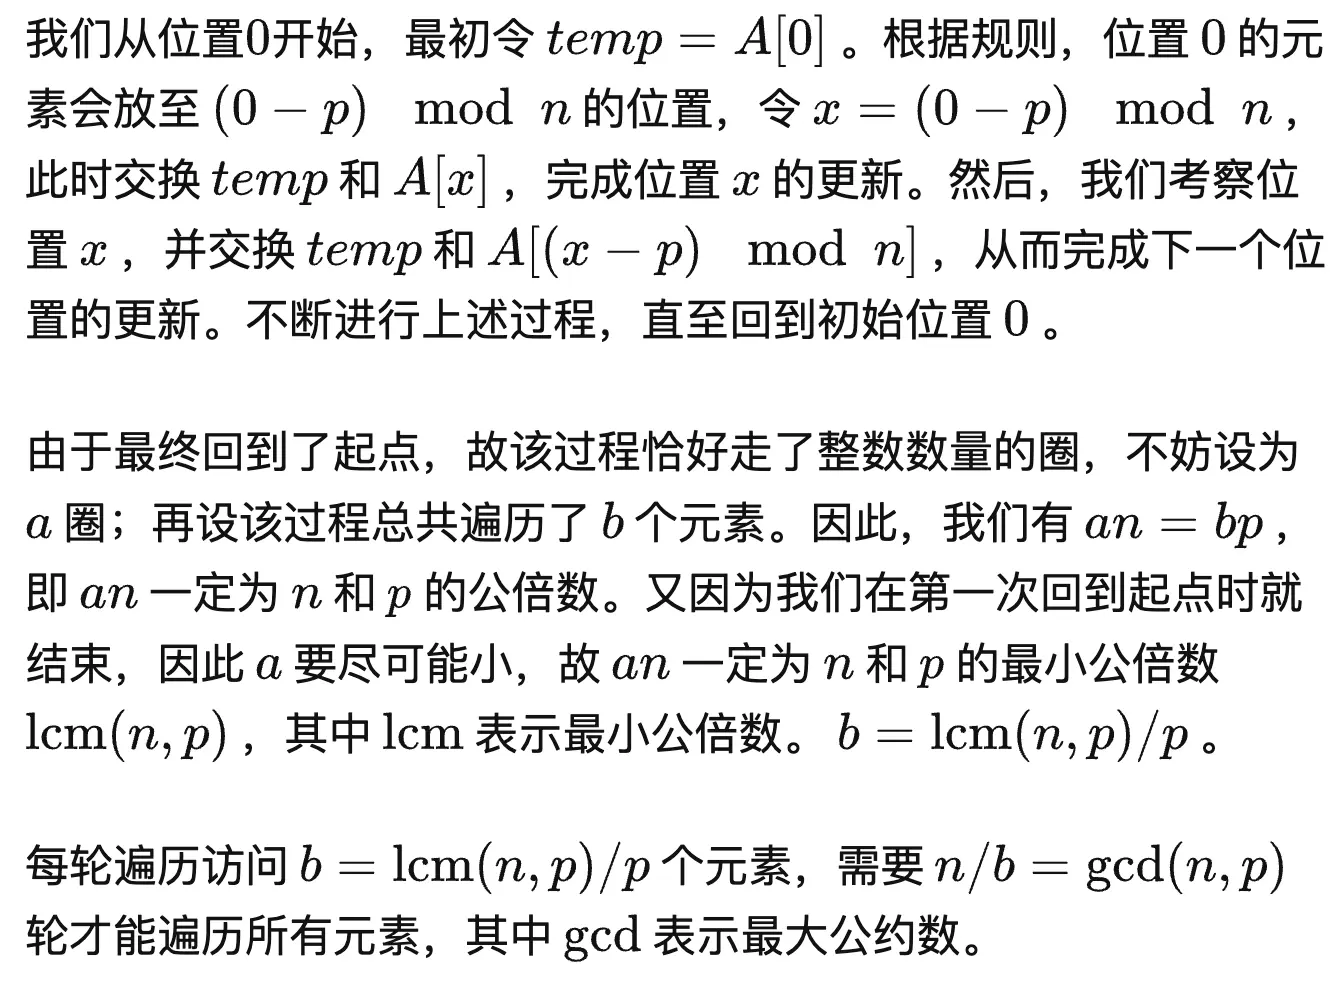 我们从位置0开始，最初令 temp = A[0] 。根据规则，位置 0 的元
素会放至 (0 − p) mod n 的位置，令 x = (0 − p) mod n ，
此时交换 temp 和 A[x] ，完成位置 x 的更新。然后，我们考察位
置 x ，并交换 temp 和 A[(x − p) mod n] ，从而完成下一个位
置的更新。不断进行上述过程，直至回到初始位置 0 。
由于最终回到了起点，故该过程恰好走了整数数量的圈，不妨设为
a 圈；再设该过程总共遍历了 b 个元素。因此，我们有 an = bp ，
即 an 一定为 n 和 p 的公倍数。又因为我们在第一次回到起点时就
结束，因此 a 要尽可能小，故 an 一定为 n 和 p 的最小公倍数
lcm(n, p) ，其中 lcm 表示最小公倍数。 b = lcm(n, p)/p 。
每轮遍历访问 b = lcm(n, p)/p 个元素，需要 n/b = gcd(n, p)
轮才能遍历所有元素，其中 gcd 表示最大公约数。